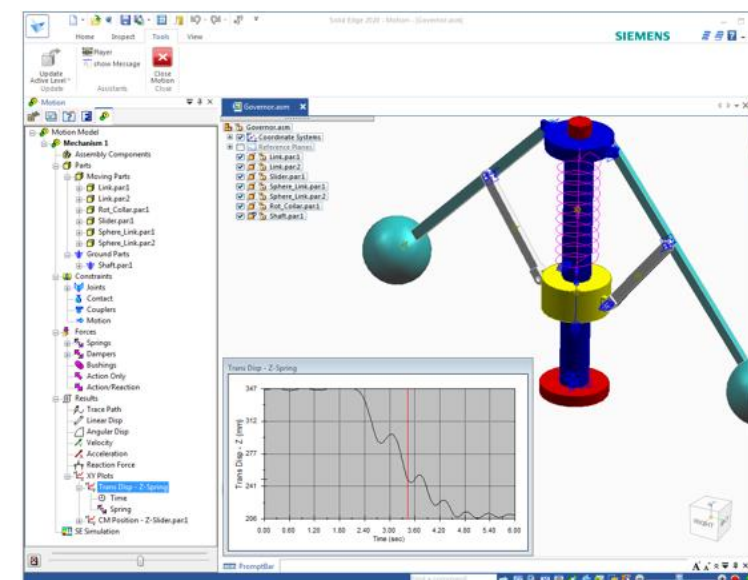 Solid Edge 2020 - Motion - [Governor.asm]
Home Inspect Tools View
SIEMENS
Update
Active Level
Player
show Message
Close
Motion
Update Assistants Close
Motion
Governor.asm
Motion Model
Mechanism 1
Assembly Components
Parts
Moving Parts
Link.par:1
Link.par:2
Rot_Collar.par:1
Slider.par:1
Sphere_Link.par:1
Sphere_Link.par:2
Ground Parts
Shaft.par:1
Constraints
Joints
Contact
Couplers
Motion
Forces
Springs
Dampers
Bushings
Action Only
Action/Reaction
Results
Trace Path
Linear Disp
Angular Disp
Velocity
Acceleration
Reaction Force
XY Plots
Trans Disp - Z-Spring
Time
Spring
CM Position - Z-Slider.par:1
SE Simulation
Governor.asm
Coordinate Systems
Reference Planes
Link.par:1
Link.par:2
Slider.par:1
Sphere_Link.par:1
Sphere_Link.par:2
Rot_Collar.par:1
Shaft.par:1
Trans Disp - Z-Spring
Trans Disp - Z (mm)
347
312
277
241
206
0.00 0.60 1.20 1.80 2.40 3.00 3.60 4.20 4.80 5.40 6.00
Time (sec)
RIGHT
PromptBar